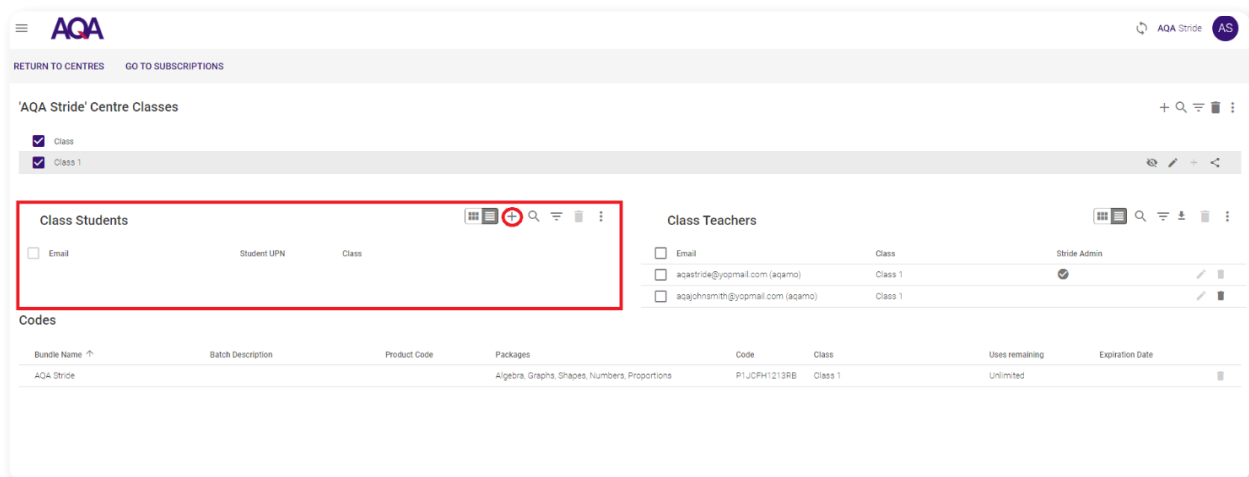 AQA
AQA Stride AS
RETURN TO CENTRES GO TO SUBSCRIPTIONS
'AQA Stride' Centre Classes
Class
Class 1
Class Students
Email Student UPN Class
Class Teachers
Email Class Stride Admin
aqastride@yopmail.com (aqamo) Class 1
aqajohnsmith@yopmail.com (aqamo) Class 1
Codes
Bundle Name Batch Description Product Code Packages Code Class Uses remaining Expiration Date
AQA Stride Algebra, Graphs, Shapes, Numbers, Proportions P1JCFH1213RB Class 1 Unlimited